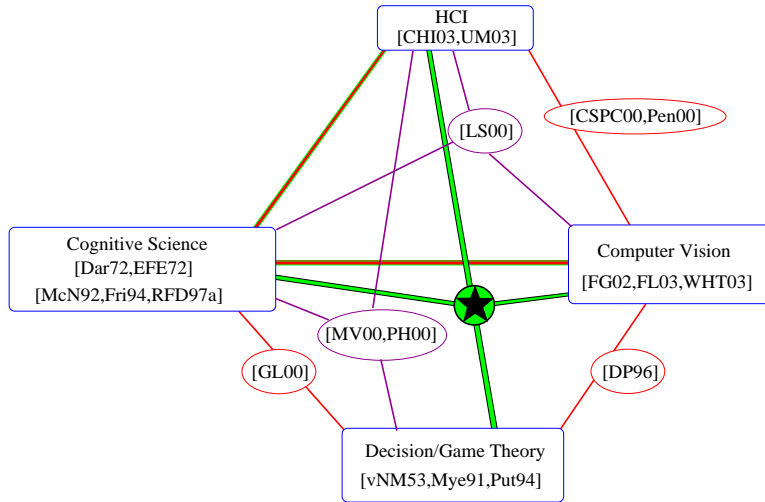 HCI
[CHI03,UM03]
[CSPC00,Pen00]
[LS00]
Cognitive Science
[Dar72,EFE72]
[McN92,Fri94,RFD97a]
Computer Vision
[FG02,FL03,WHT03]
[MV00,PH00]
[GL00]
[DP96]
Decision/Game Theory
[vNM53,Mye91,Put94]